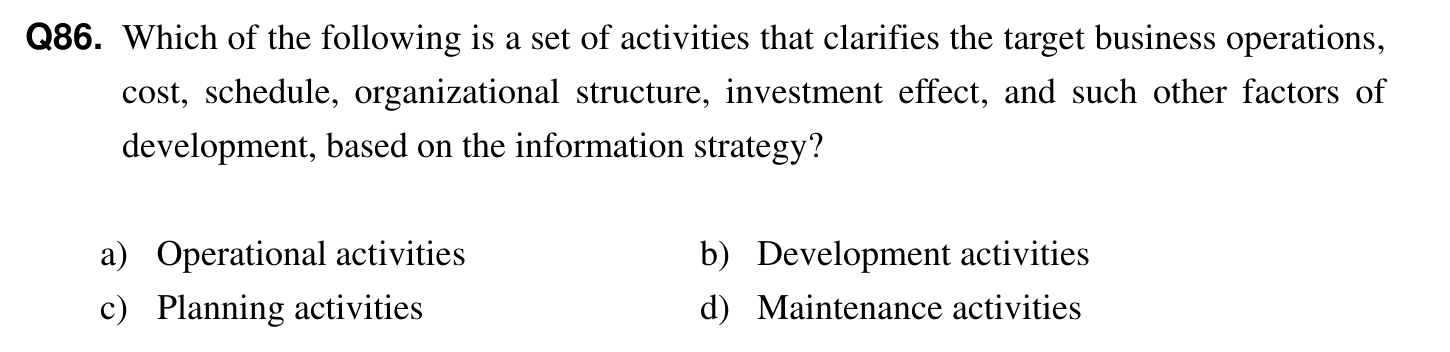 Q86. Which of the following is a set of activities that clarifies the target business operations,
cost, schedule, organizational structure, investment effect, and such other factors of
development, based on the information strategy?
a) Operational activities b) Development activities
c) Planning activities d) Maintenance activities